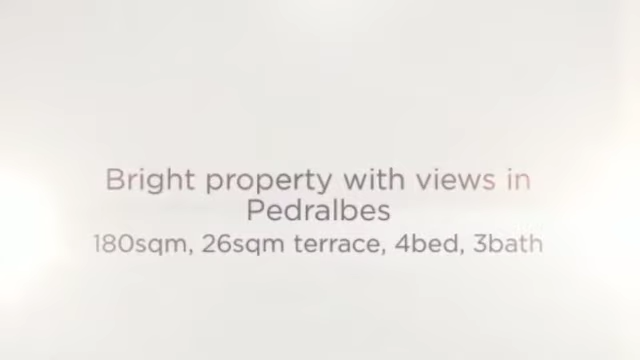 Bright property with views in
Pedralbes
180sqm, 26sqm terrace, 4bed, 3bath